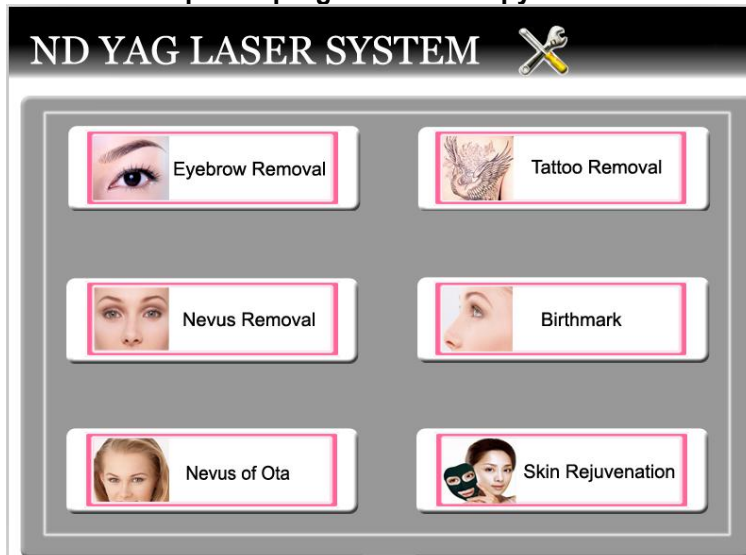 ND YAG LASER SYSTEM
Eyebrow Removal
Tattoo Removal
Nevus Removal
Birthmark
Nevus of Ota
Skin Rejuvenation